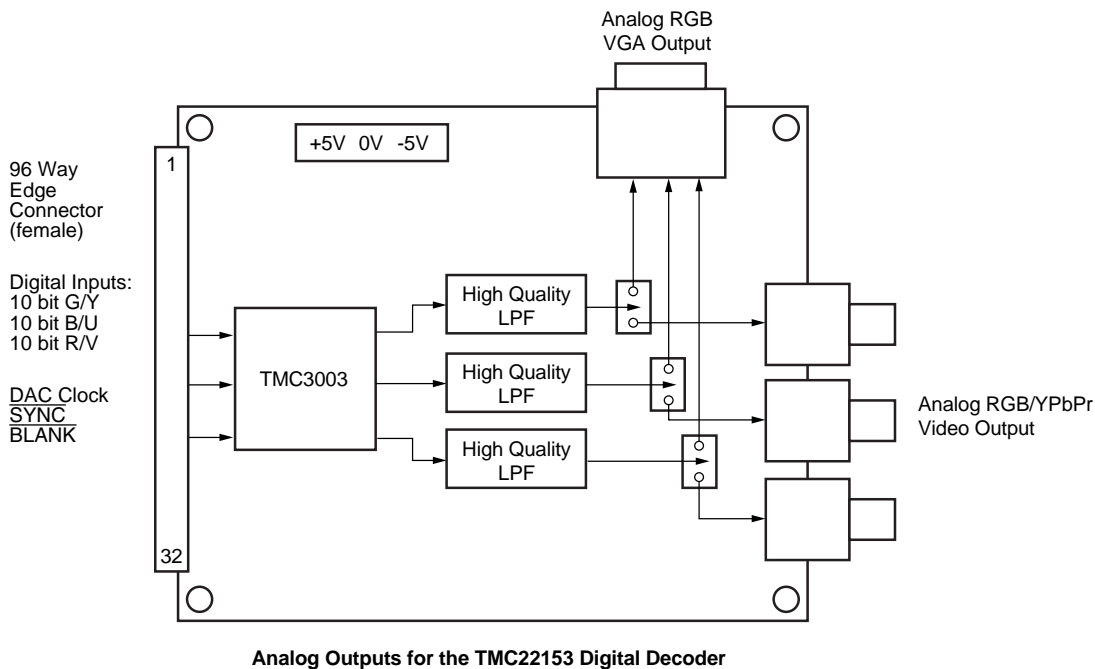 Analog RGB
VGA Output
+5V 0V -5V
96 Way
Edge
Connector
(female)
1
Digital Inputs:
10 bit G/Y
10 bit B/U
10 bit R/V
DAC Clock
SYNC
BLANK
32
TMC3003
High Quality
LPF
High Quality
LPF
High Quality
LPF
Analog RGB/YPbPr
Video Output
Analog Outputs for the TMC22153 Digital Decoder